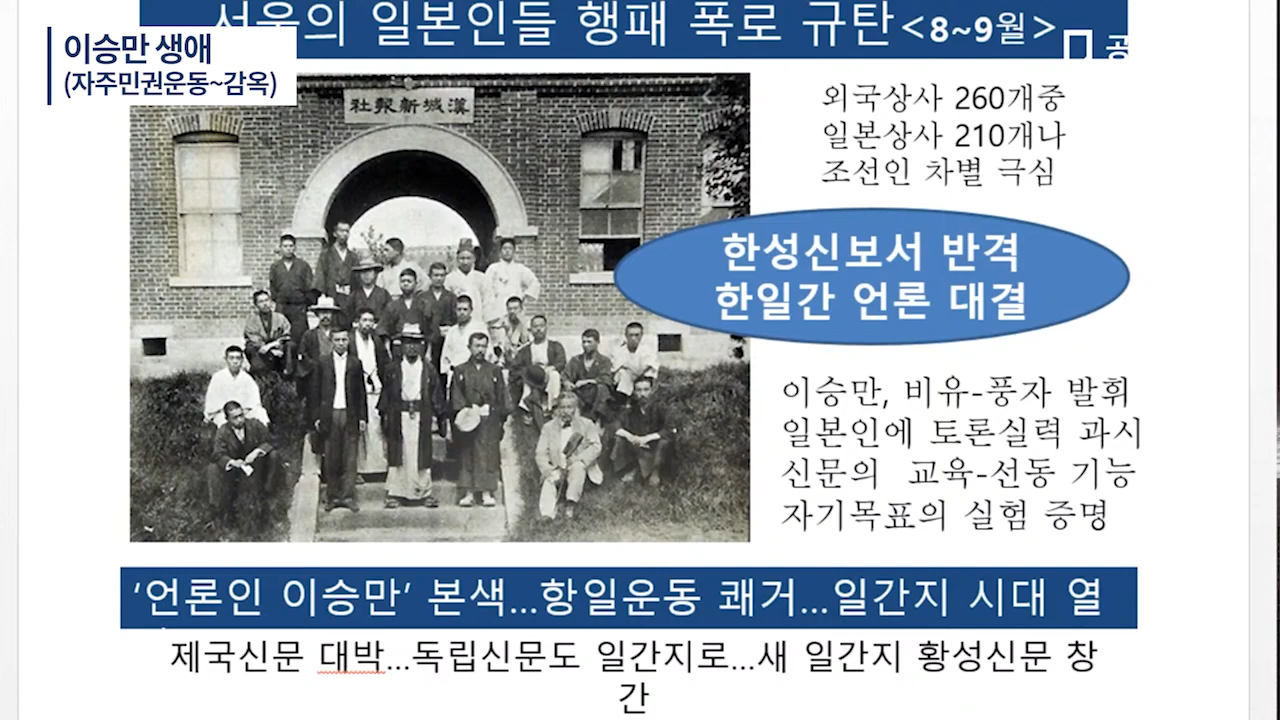 서울의 일본인들 행패 폭로 규탄<8~9월>
이승만 생애
(자주민권운동~감옥)
社報新城漢
외국상사 260개중
일본상사 210개나
조선인 차별 극심
한성신보서 반격
한일간 언론 대결
이승만, 비유-풍자 발휘
일본인에 토론실력 과시
신문의 교육-선동 기능
자기목표의 실험 증명
‘언론인 이승만‘ 본색...항일운동 쾌거...일간지 시대 열
제국신문 대박...독립신문도 일간지로...새 일간지 황성신문 창
간